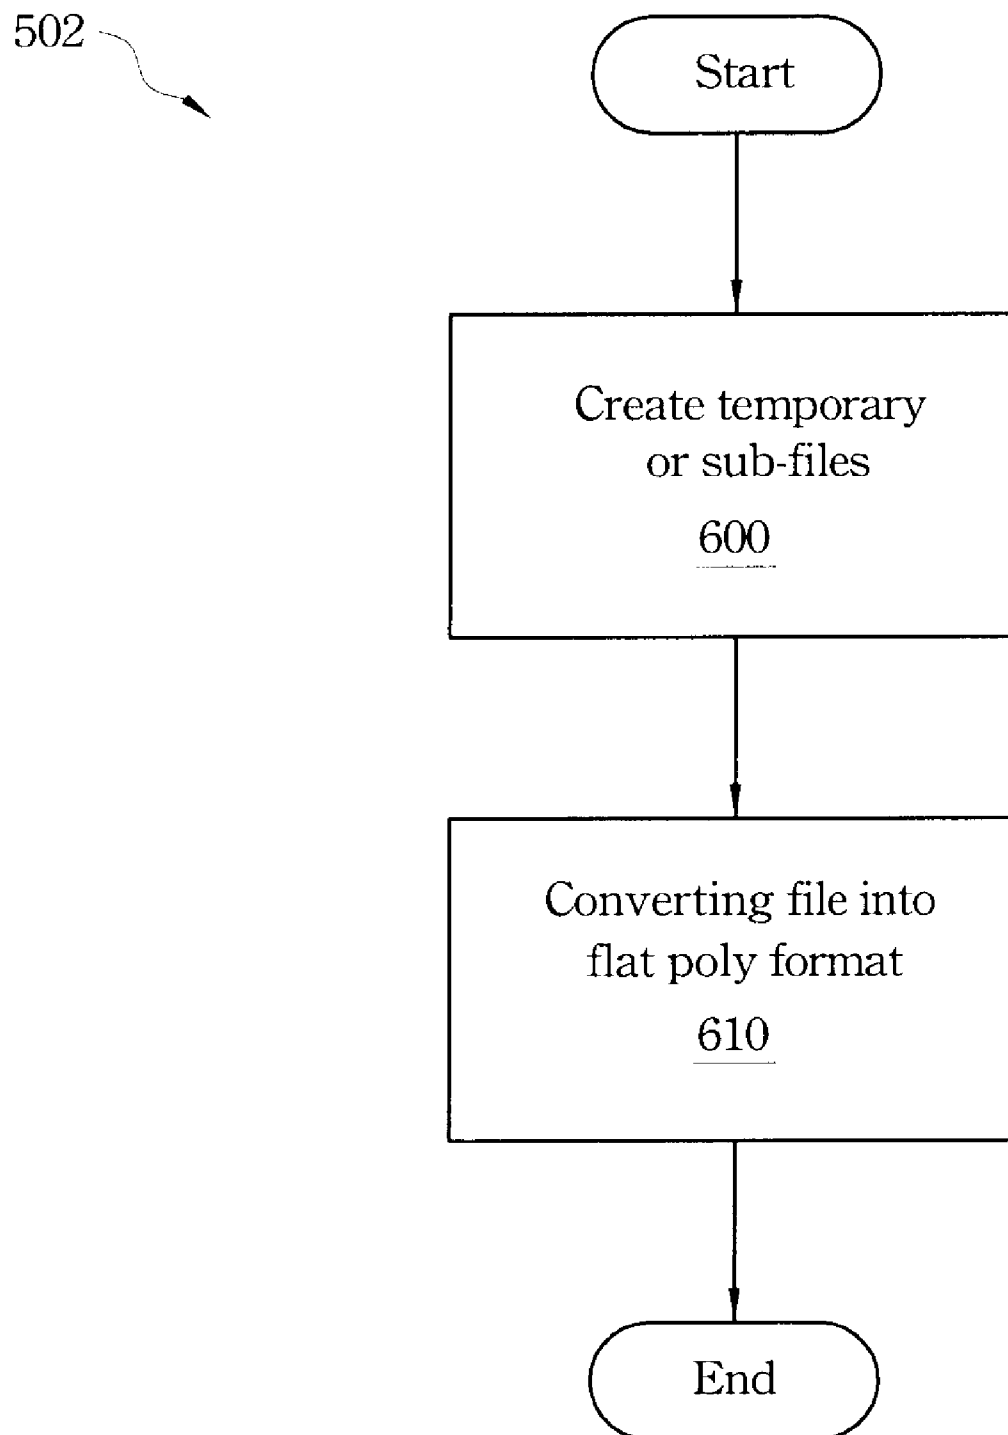 502
Start
Create temporary
or sub-files
600
Converting file into
flat poly format
610
End